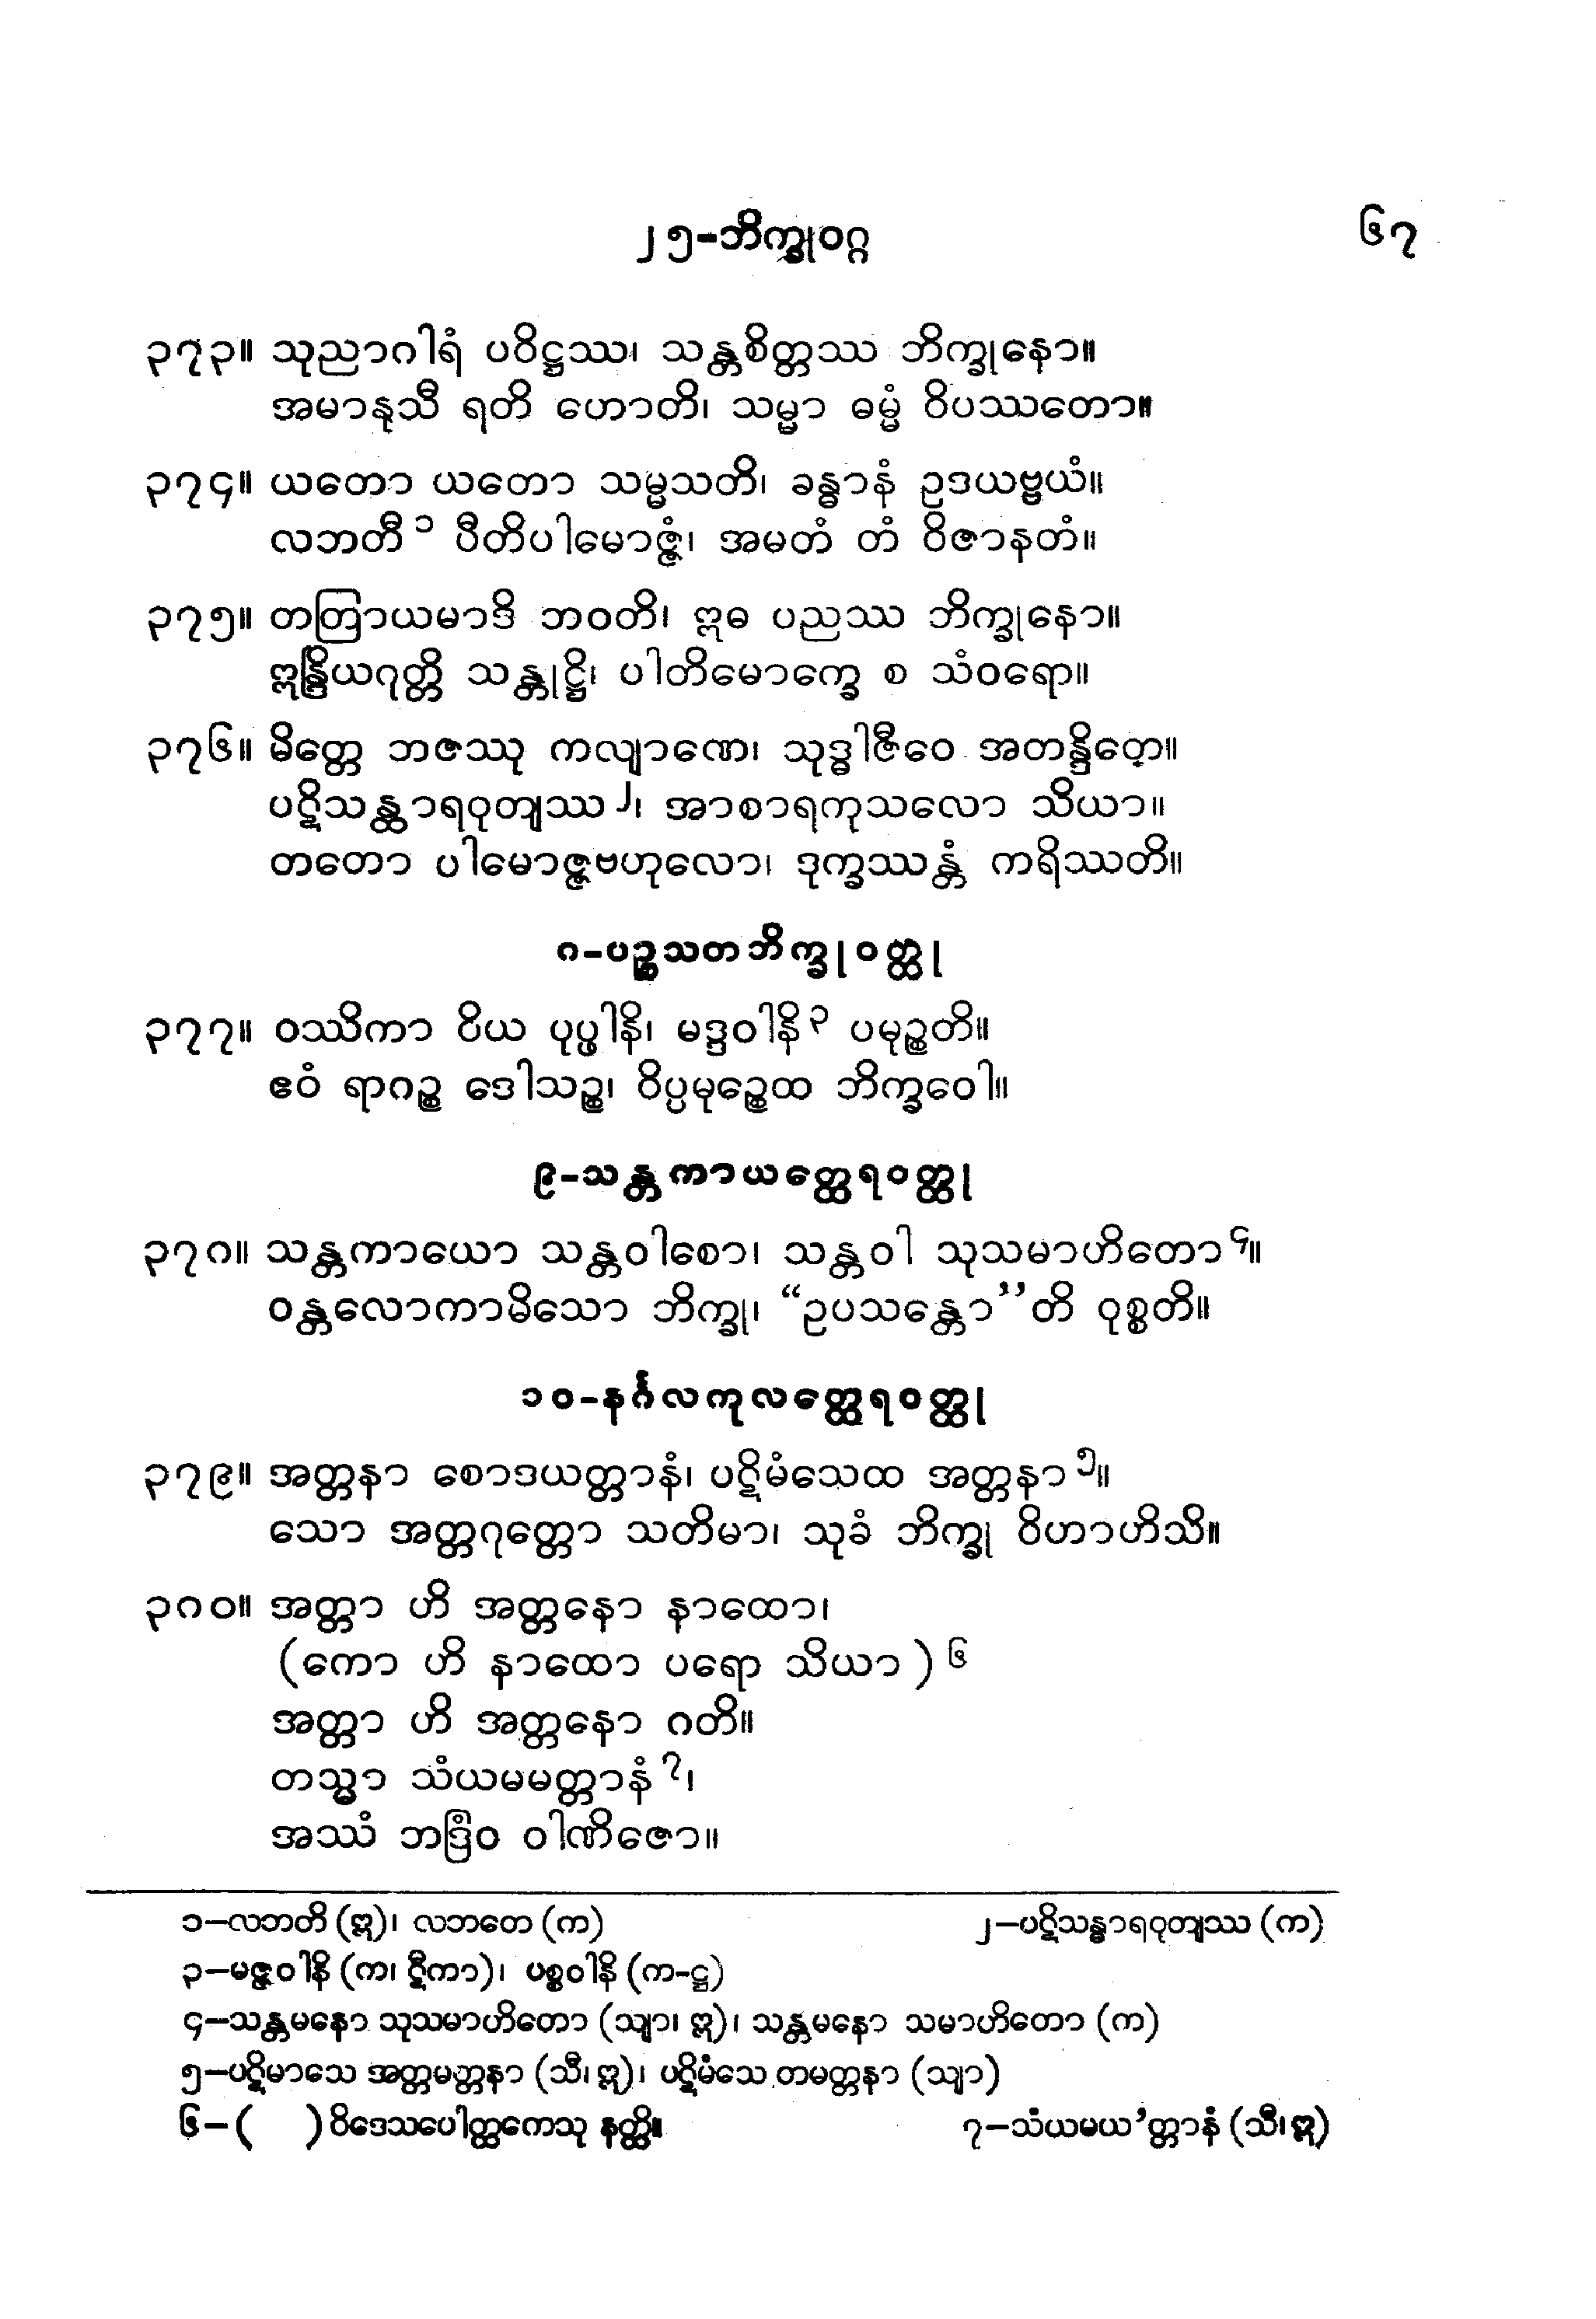 ၂၅-ဘိက္ခုဝဂ္ဂ ၆၇
၃၇၃။ သုညာဂါရံ ပဝိဋ္ဌဿ၊ သန္တစိတ္တဿ ဘိက္ခုနော။
အမာနုသီ ရတိ ဟောတိ၊ သမ္မာ ဓမ္မံ ဝိပဿတော။
၃၇၄။ ယတော ယတော သမ္မသတိ၊ ခန္ဓာနံ ဥဒယဗ္ဗယံ။
လဘတီ ၁ ပီတိပါမောဇ္ဇံ၊ အမတံ တံ ဝိဇာနတံ။
၃၇၅။ တတြာယမာဒိ ဘဝတိ၊ ဣဓ ပညဿ ဘိက္ခုနော။
ဣန္ဒြိယဂုတ္တိ သန္တုဋ္ဌိ၊ ပါတိမောက္ခေ စ သံဝရော။
၃၇၆။ မိတ္တေ ဘဇဿု ကလျာဏေ၊ သုဒ္ဓါဇီဝေ အတန္ဒိတေ။
ပဋိသန္ထာရဝုတျဿ ၂၊ အာစာရကုသလော သိယာ။
တတော ပါမောဇ္ဇဗဟုလော၊ ဒုက္ခဿန္တံ ကရိဿတိ။
၈-ပဉ္စသတဘိက္ခုဝတ္ထု
၃၇၇။ ဝဿိကာ ဝိယ ပုပ္ဖါနိ၊ မဒ္ဒဝါနိ ၃ ပမုဉ္စတိ။
ဧဝံ ရာဂဉ္စ ဒေါသဉ္စ၊ ဝိပ္ပမုဉ္စေထ ဘိက္ခဝေါ။
၉-သန္တကာယတ္ထေရဝတ္ထု
၃၇၈။ သန္တကာယော သန္တဝါစော၊ သန္တဝါ သုသမာဟိတော ၄။
ဝန္တလောကာမိသော ဘိက္ခု၊ “ဥပသန္တော”တိ ဝုစ္စတိ။
၁၀-နင်္ဂလကုလတ္ထေရဝတ္ထု
၃၇၉။ အတ္တနာ စောဒယတ္တာနံ၊ ပဋိမံသေထ အတ္တနာ ၅။
သော အတ္တဂုတ္တော သတိမာ၊ သုခံ ဘိက္ခု ဝိဟာဟိသိ။
၃၈၀။ အတ္တာ ဟိ အတ္တနော နာထော၊
(ကော ဟိ နာထော ပရော သိယာ) ၆
အတ္တာ ဟိ အတ္တနော ဂတိ။
တသ္မာ သံယမမတ္တာနံ ၇၊
အဿံ ဘဒြံဝ ဝါဏိဇော။
၁–လဘတိ (ဣ)၊ လဘတေ (က) ၂–ပဋိသန္ဓာရဝုတျဿ (က)
၃–မဇ္ဇဝါနိ (က၊ ဋီကာ)၊ ပစ္စဝါနိ (က-ဋ္ဌ)
၄–သန္တမနော သုသမာဟိတော (သျာ၊ ဣ)၊ သန္တမနော သမာဟိတော (က)
၅–ပဋိမာသေ အတ္တမတ္တနာ (သီ၊ ဣ)၊ ပဋိမံသေ တမတ္တနာ (သျာ)
၆–( ) ဝိဒေသပေါတ္ထကေသု နတ္ထိ။ ၇–သံယမယ’တ္တာနံ (သီ၊ ဣ)